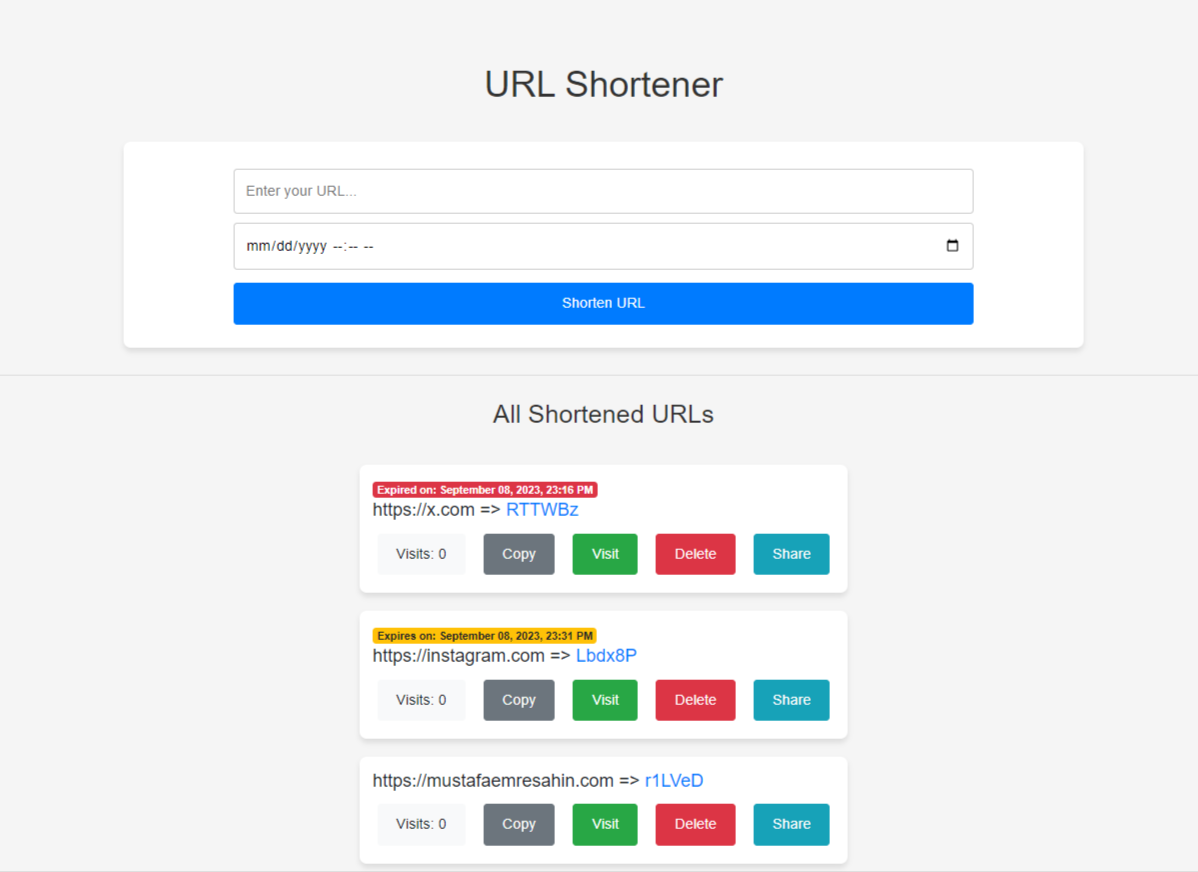 URL Shortener
Enter your URL...
mm/dd/yyyy --:-- --
Shorten URL
All Shortened URLs
Expired on: September 08, 2023, 23:16 PM
https://x.com => RTTWBz
Visits: 0 Copy Visit Delete Share
Expires on: September 08, 2023, 23:31 PM
https://instagram.com => Lbdx8P
Visits: 0 Copy Visit Delete Share
https://mustafaemresahin.com => r1LVeD
Visits: 0 Copy Visit Delete Share